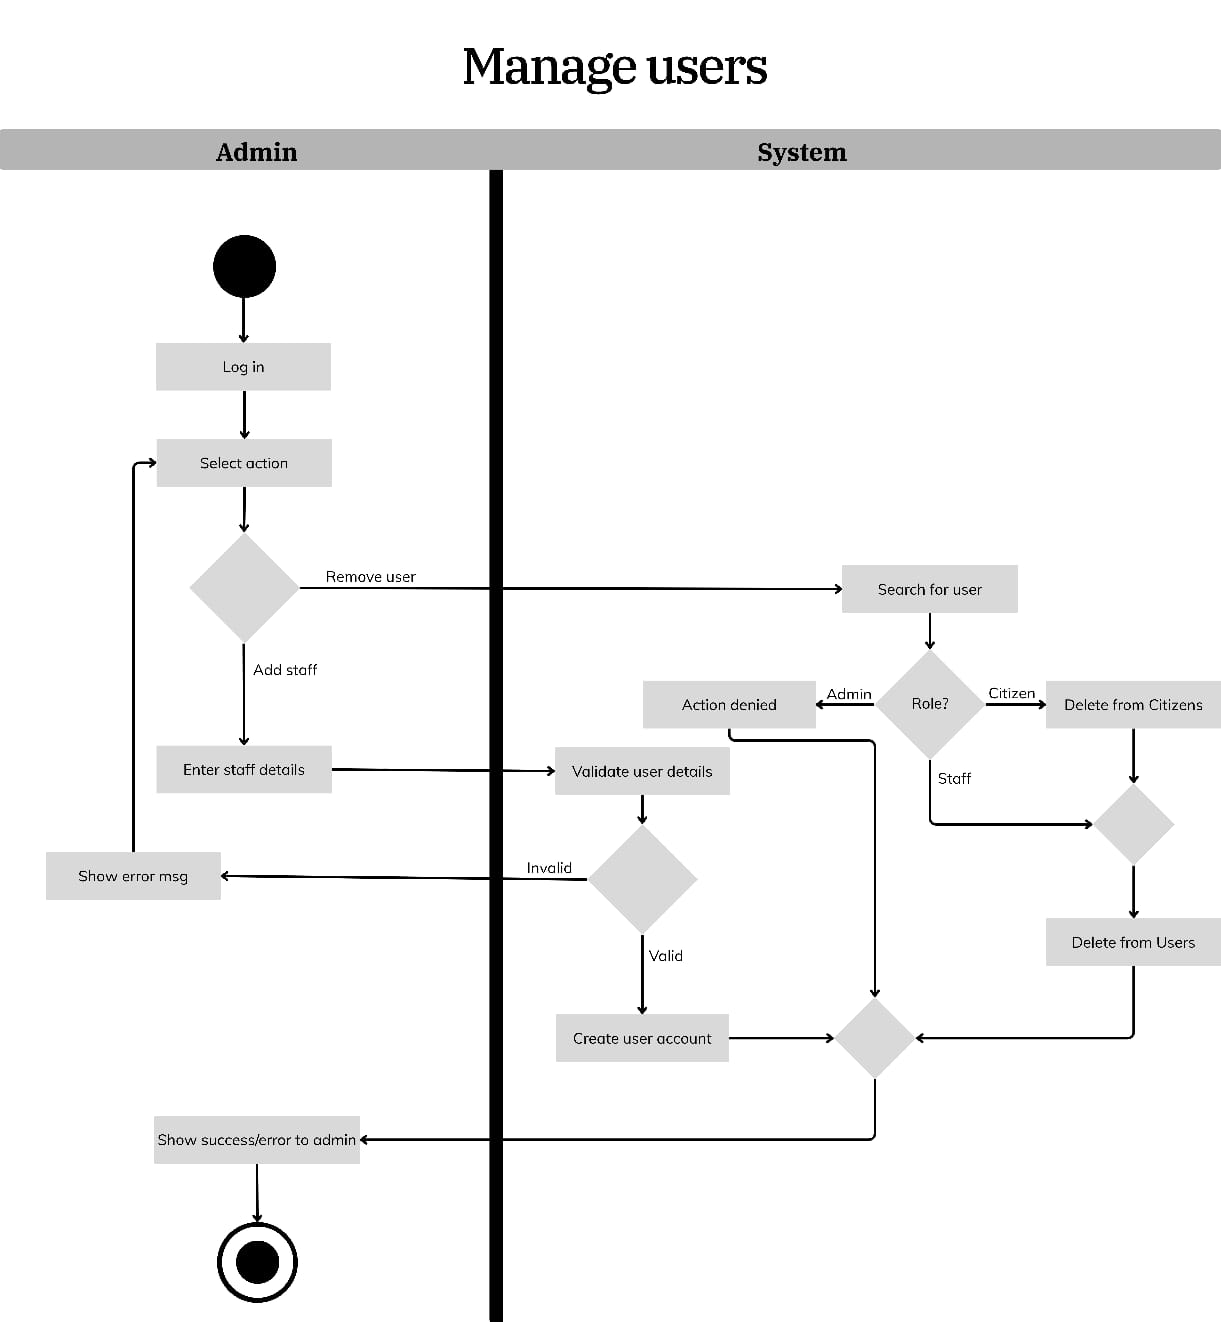 Manage users
Admin
System
Log in
Select action
Remove user
Search for user
Add staff
Action denied
Admin
Role?
Citizen
Delete from Citizens
Enter staff details
Validate user details
Staff
Show error msg
Invalid
Valid
Delete from Users
Create user account
Show success/error to admin